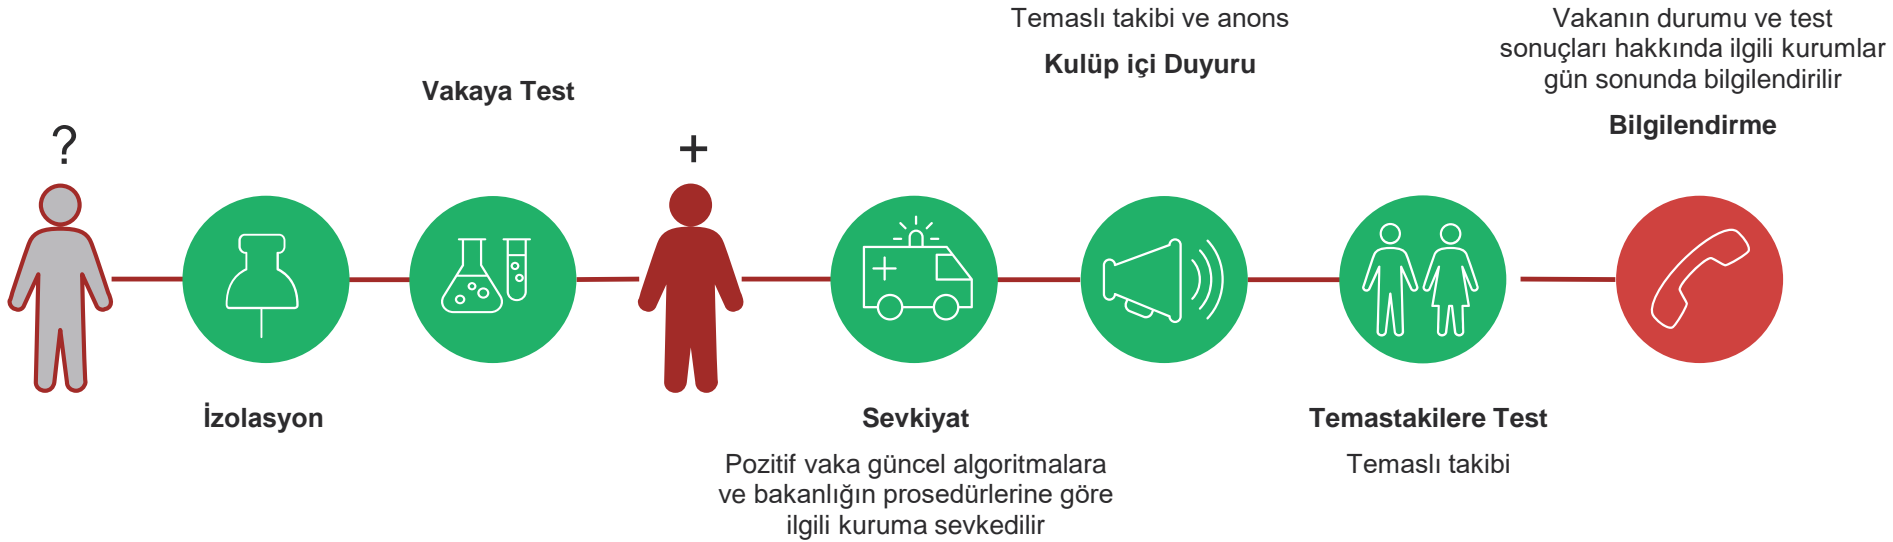 ?
İzolasyon
Vakaya Test
+
Sevkiyat
Pozitif vaka güncel algoritmalara
ve bakanlığın prosedürlerine göre
ilgili kuruma sevkedilir
Temaslı takibi ve anons
Kulüp içi Duyuru
Temastakilere Test
Temaslı takibi
Vakanın durumu ve test
sonuçları hakkında ilgili kurumlar
gün sonunda bilgilendirilir
Bilgilendirme